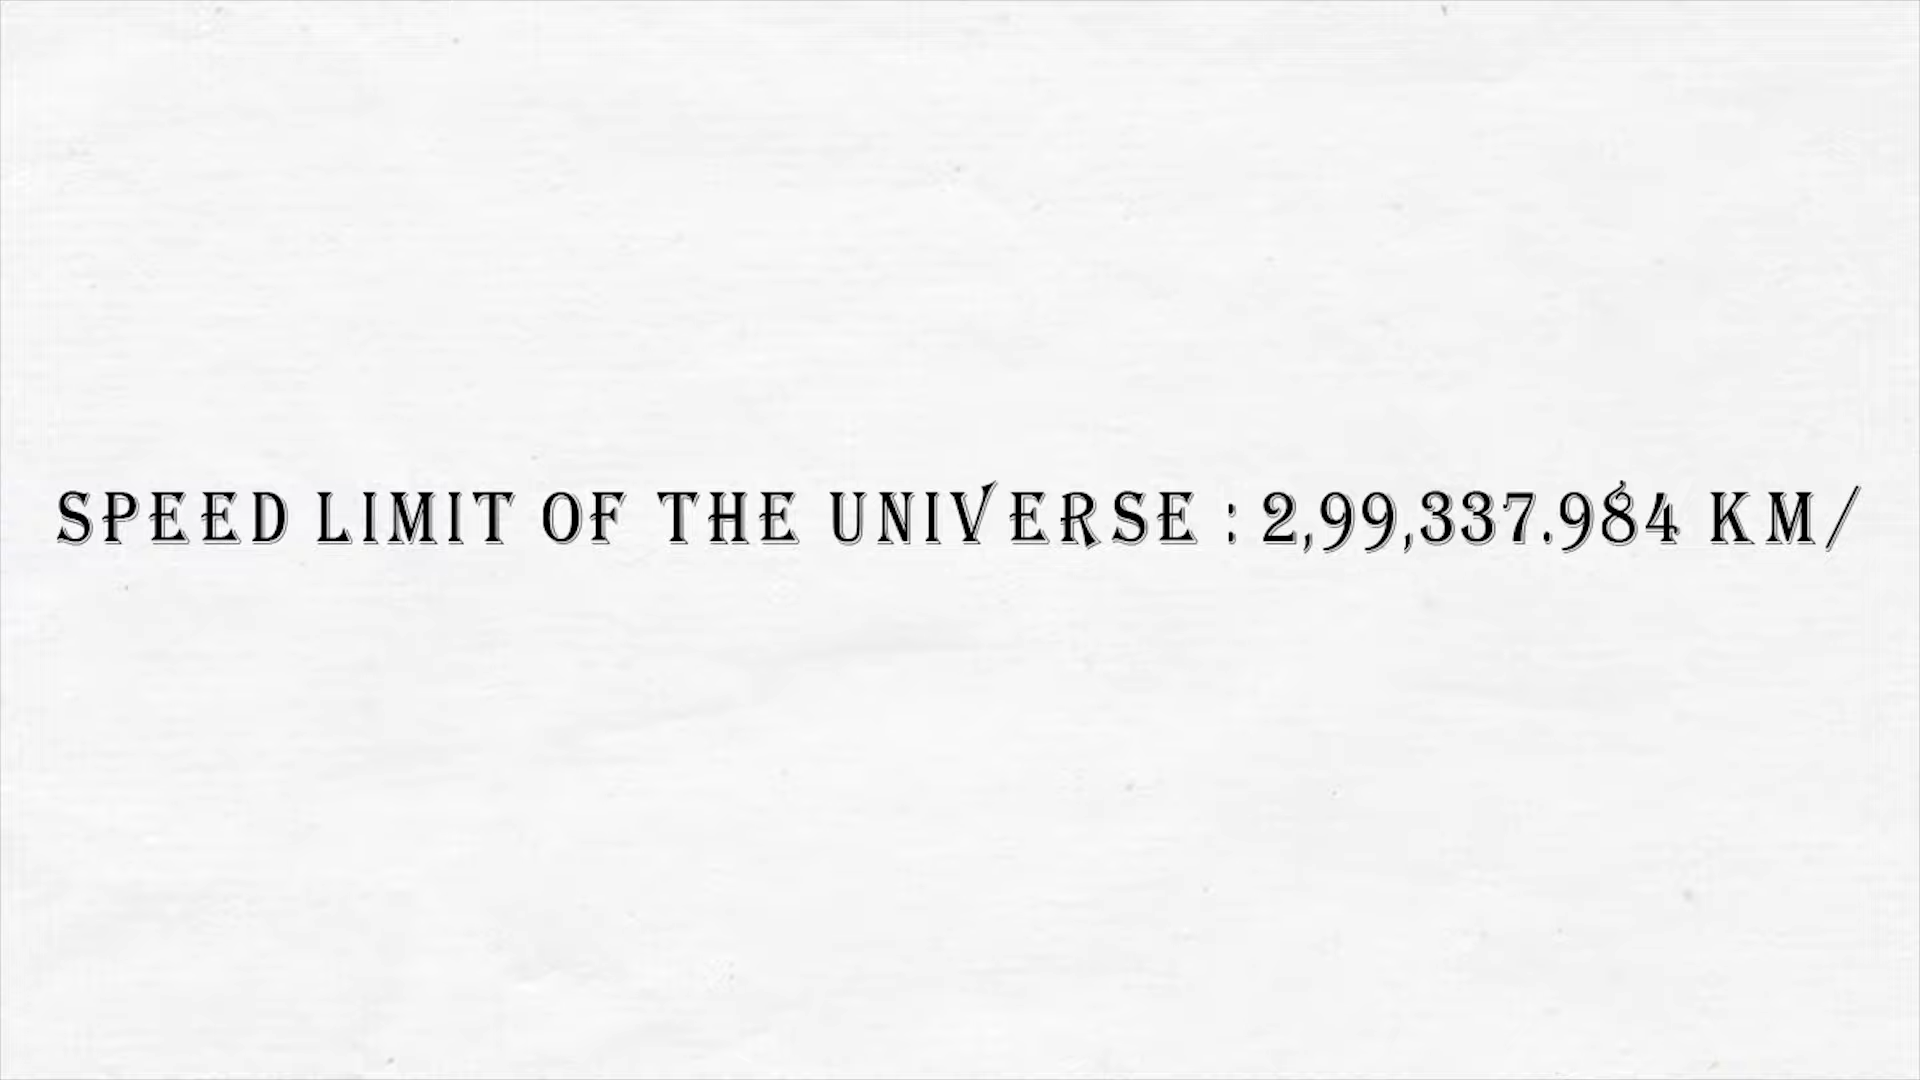 SPEED LIMIT OF THE UNIVERSE : 2,99,337.984 KM/